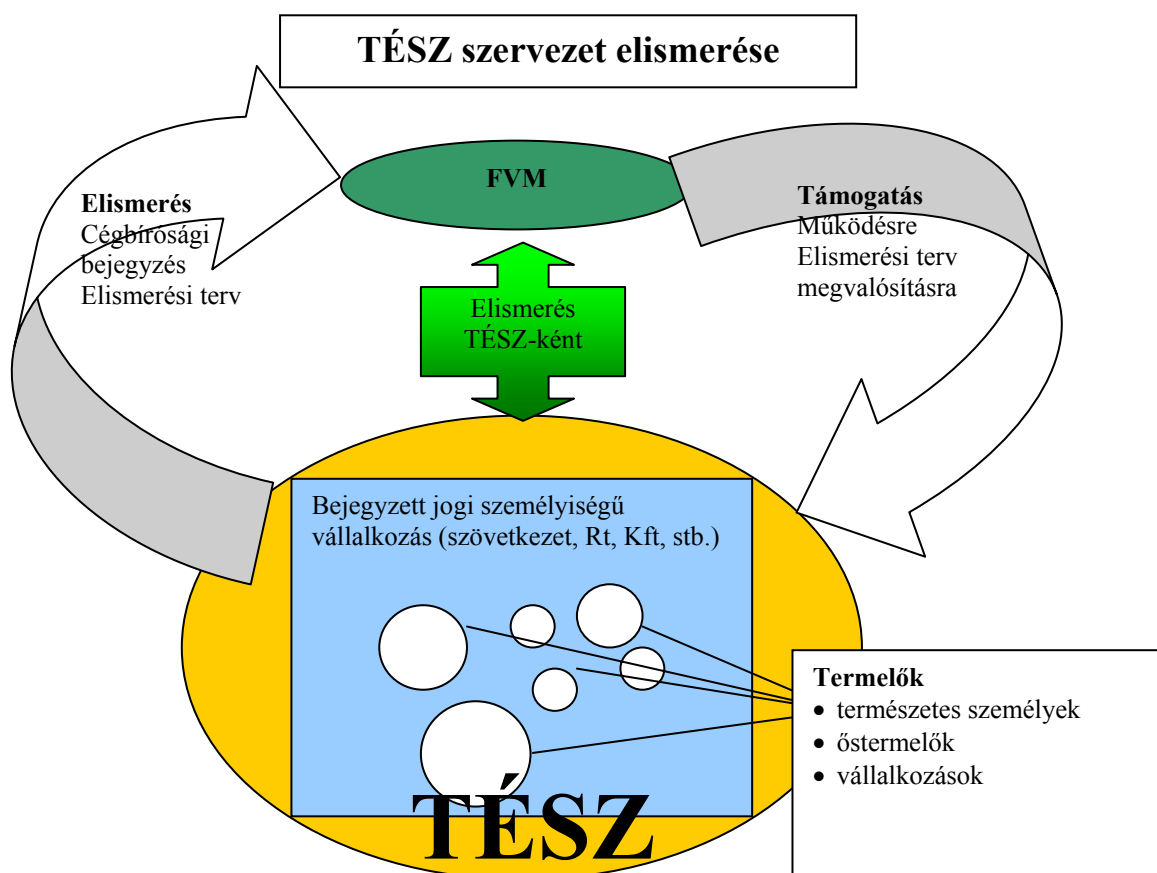 TÉSZ szervezet elismerése
FVM
Elismerés
Cégbírósági
bejegyzés
Elismerési terv
Támogatás
Működésre
Elismerési terv
megvalósításra
Elismerés
TÉSZ-ként
Bejegyzett jogi személyiségű
vállalkozás (szövetkezet, Rt, Kft, stb.)
Termelők
• természetes személyek
• őstermelők
• vállalkozások
TÉSZ